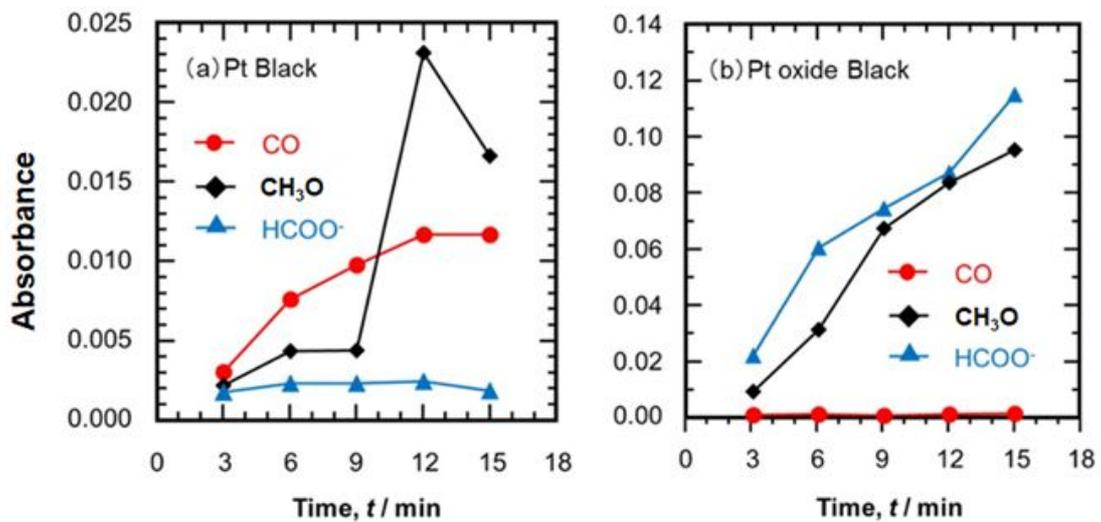 (a) Pt Black
CO
CH₃O
HCOO⁻
Absorbance
0.025
0.020
0.015
0.010
0.005
0.000
0 3 6 9 12 15 18
Time, t / min
(b) Pt oxide Black
CO
CH₃O
HCOO⁻
0.14
0.12
0.10
0.08
0.06
0.04
0.02
0.00
0 3 6 9 12 15 18
Time, t / min